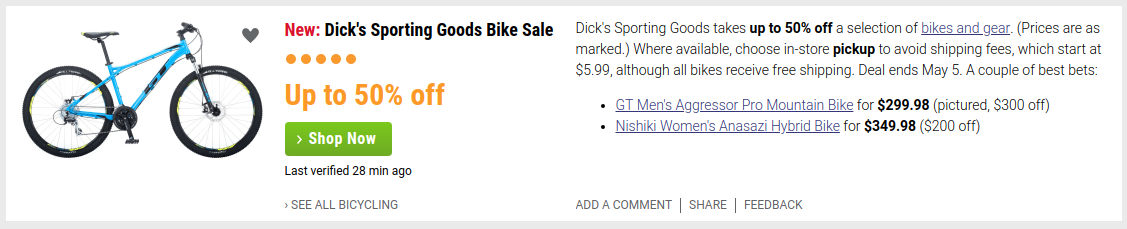 New: Dick's Sporting Goods Bike Sale
Up to 50% off
› Shop Now
Last verified 28 min ago
› SEE ALL BICYCLING
Dick's Sporting Goods takes up to 50% off a selection of bikes and gear. (Prices are as
marked.) Where available, choose in-store pickup to avoid shipping fees, which start at
$5.99, although all bikes receive free shipping. Deal ends May 5. A couple of best bets:
• GT Men's Aggressor Pro Mountain Bike for $299.98 (pictured, $300 off)
• Nishiki Women's Anasazi Hybrid Bike for $349.98 ($200 off)
ADD A COMMENT | SHARE | FEEDBACK